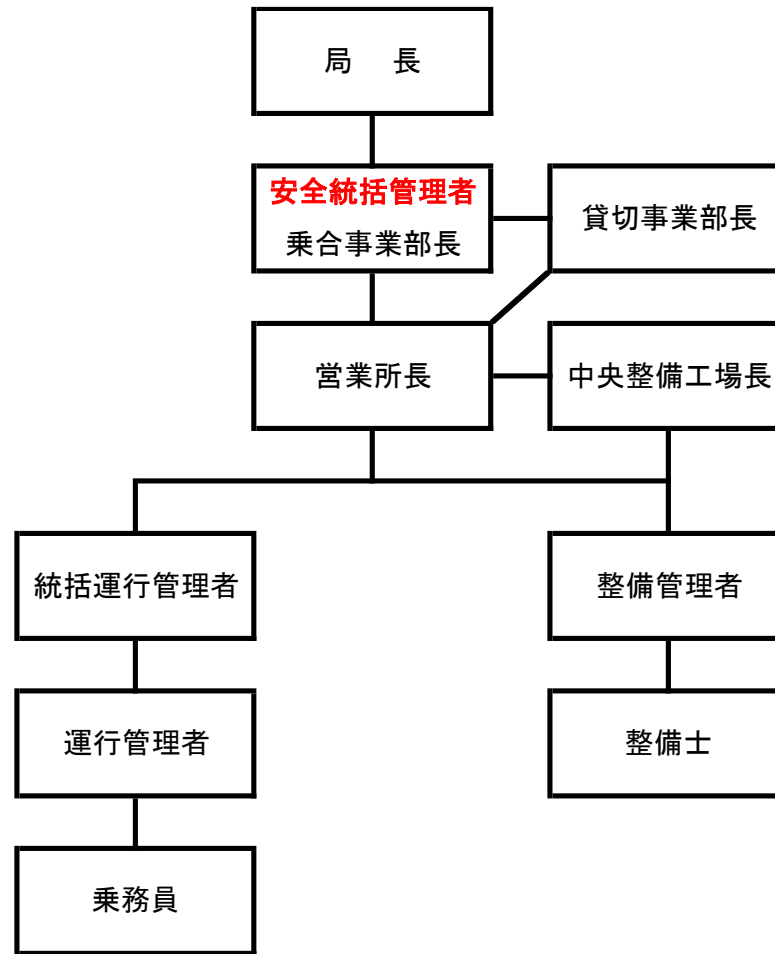 局　長
安全統括管理者
乗合事業部長
貸切事業部長
営業所長
中央整備工場長
統括運行管理者
整備管理者
運行管理者
整備士
乗務員